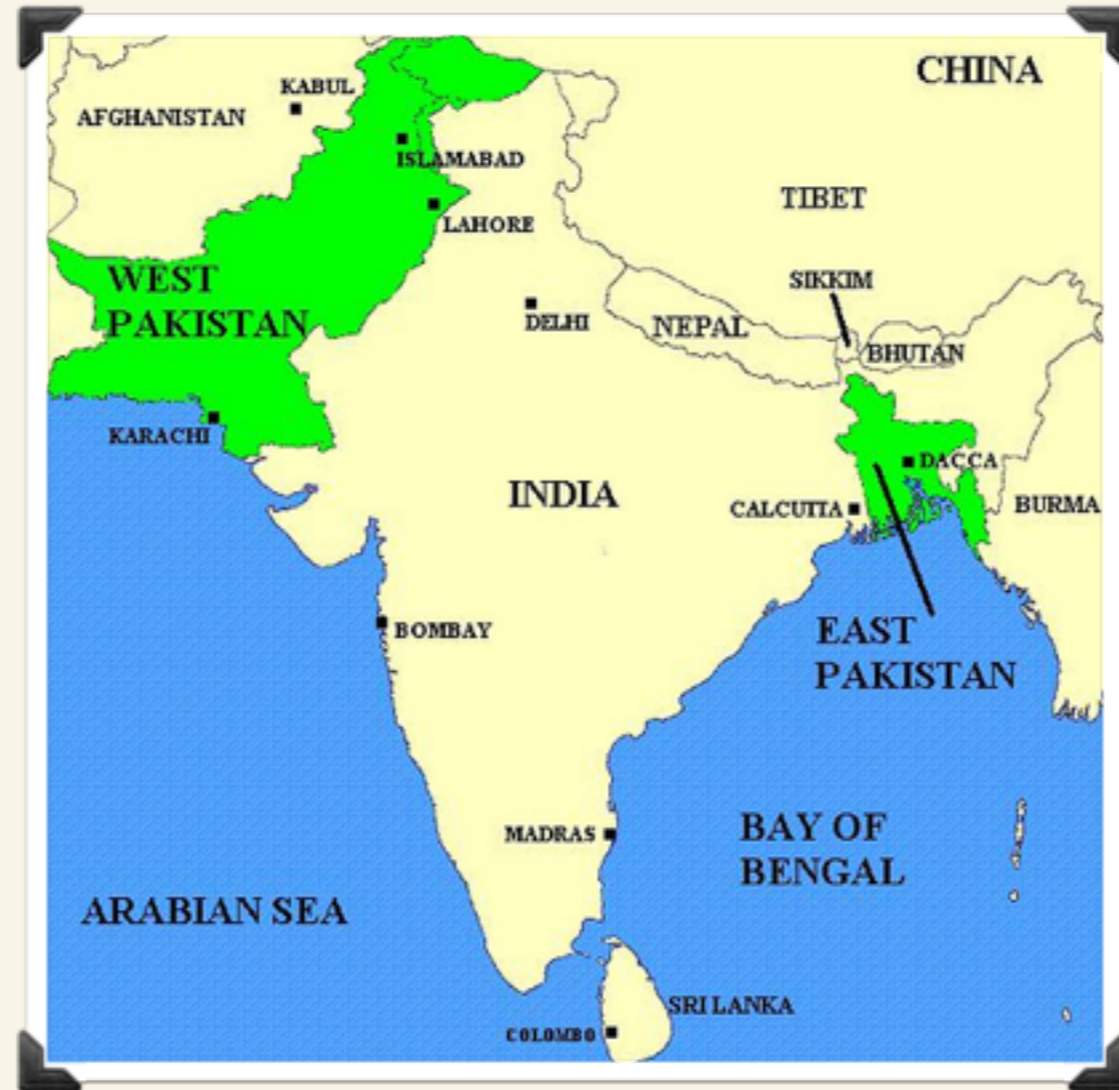 CHINA
KABUL
AFGHANISTAN
ISLAMABAD
TIBET
LAHORE
WEST
PAKISTAN
SIKKIM
DELHI
NEPAL
BHUTAN
KARACHI
DACCA
INDIA
CALCUTTA
BURMA
BOMBAY
EAST
PAKISTAN
MADRAS
BAY OF
BENGAL
ARABIAN SEA
SRI LANKA
COLOMBO